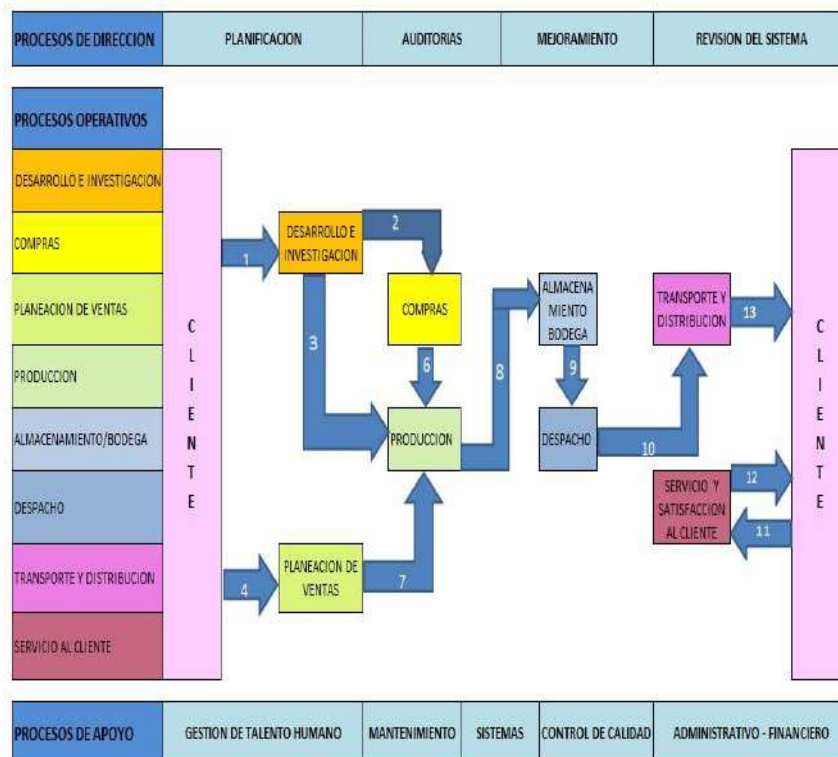 PROCESOS DE DIRECCION
PLANIFICACION
AUDITORIAS
MEJORAMIENTO
REVISION DEL SISTEMA
PROCESOS OPERATIVOS
DESARROLLO E INVESTIGACION
COMPRAS
PLANEACION DE VENTAS
PRODUCCION
ALMACENAMIENTO/BODEGA
DESPACHO
TRANSPORTE Y DISTRIBUCION
SERVICIO AL CLIENTE
C
L
I
E
N
T
E
1
DESARROLLO E
INVESTIGACION
2
3
COMPRAS
6
PRODUCCION
4
PLANEACION DE
VENTAS
7
8
ALMACENA
MIENTO
BODEGA
9
DESPACHO
10
TRANSPORTE Y
DISTRIBUCION
13
SERVICIO Y
SATISFACCION
AL CLIENTE
12
11
C
L
I
E
N
T
E
PROCESOS DE APOYO
GESTION DE TALENTO HUMANO
MANTENIMIENTO
SISTEMAS
CONTROL DE CALIDAD
ADMINISTRATIVO - FINANCIERO